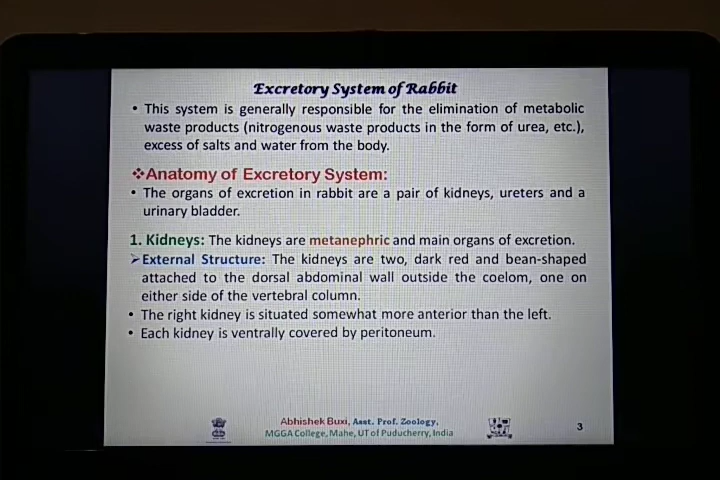 Excretory System of Rabbit
• This system is generally responsible for the elimination of metabolic
waste products (nitrogenous waste products in the form of urea, etc.),
excess of salts and water from the body.
❖Anatomy of Excretory System:
• The organs of excretion in rabbit are a pair of kidneys, ureters and a
urinary bladder.
1. Kidneys: The kidneys are metanephric and main organs of excretion.
➢External Structure: The kidneys are two, dark red and bean-shaped
attached to the dorsal abdominal wall outside the coelom, one on
either side of the vertebral column.
• The right kidney is situated somewhat more anterior than the left.
• Each kidney is ventrally covered by peritoneum.
Abhishek Buxi, Asst. Prof. Zoology,
MGGA College, Mahe, UT of Puducherry, India
3